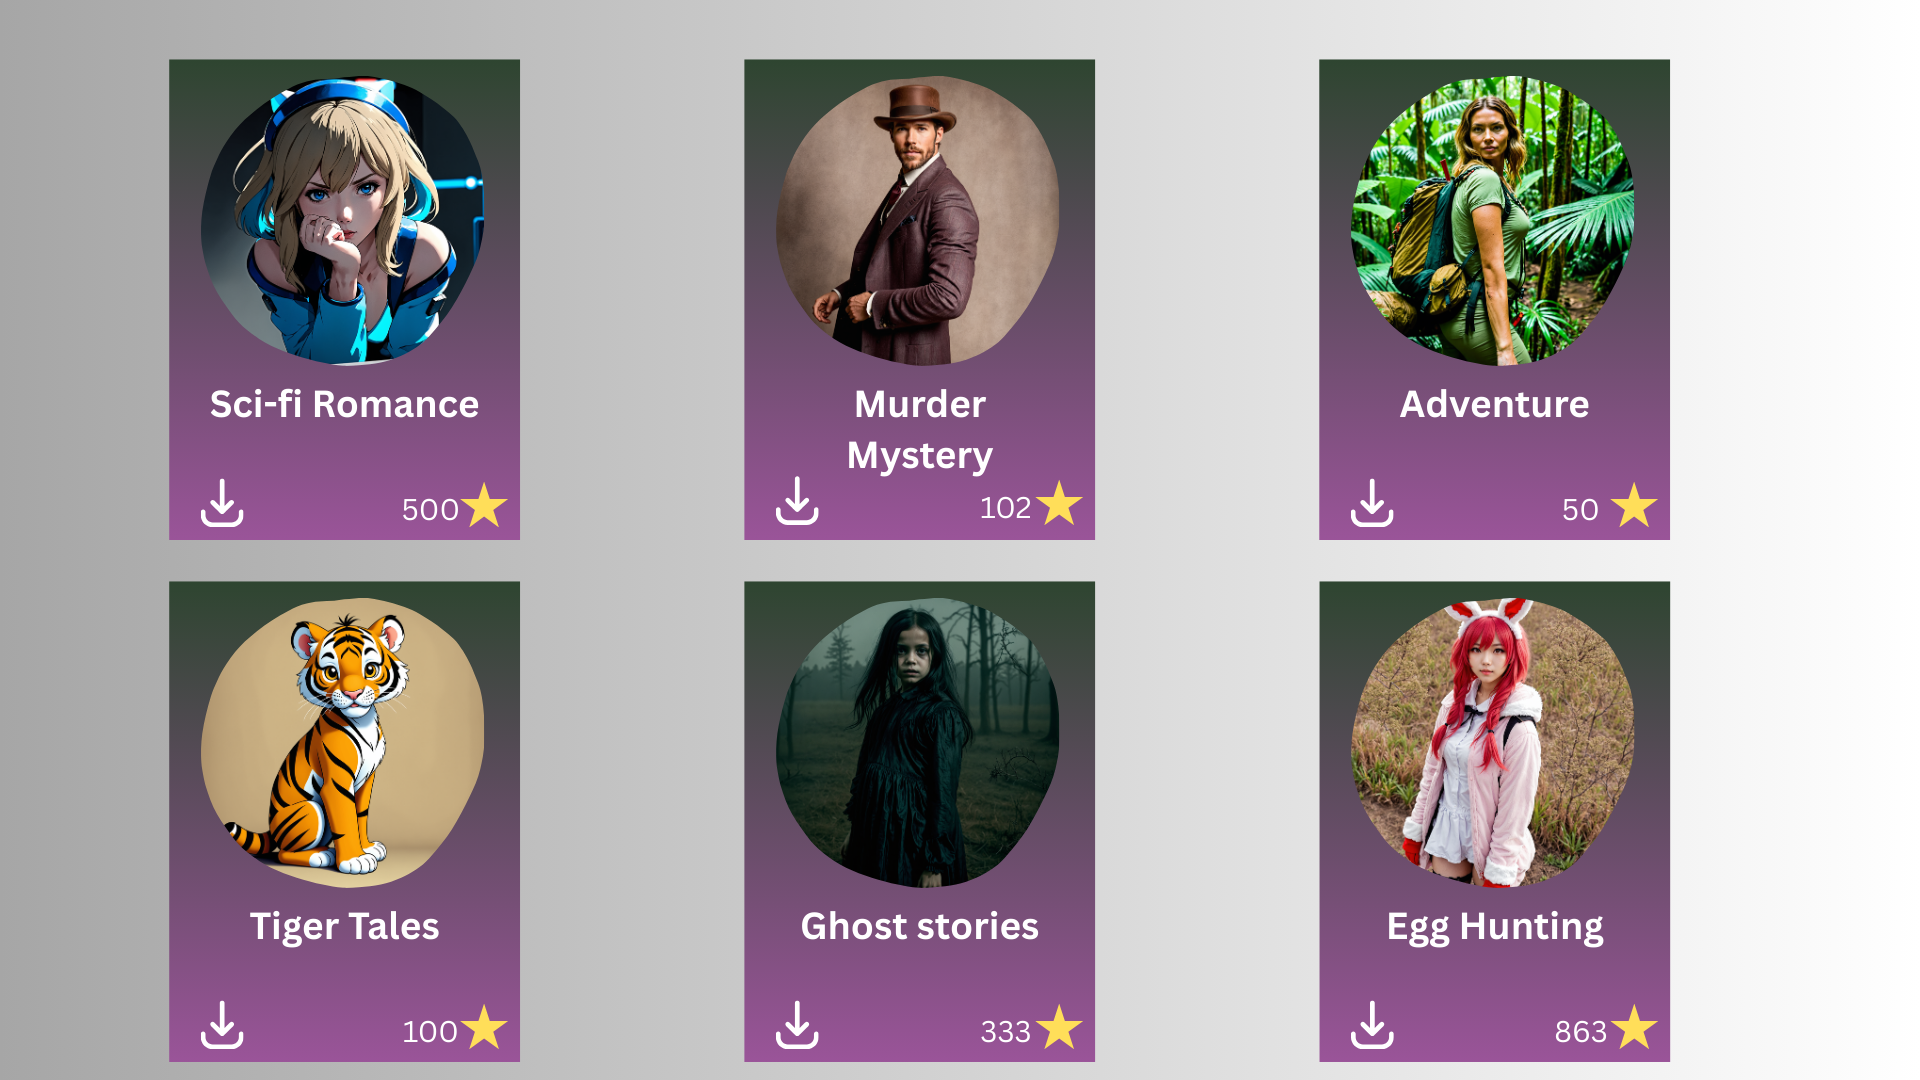 Sci-fi Romance
500
Murder
Mystery
102
Adventure
50
Tiger Tales
100
Ghost stories
333
Egg Hunting
863